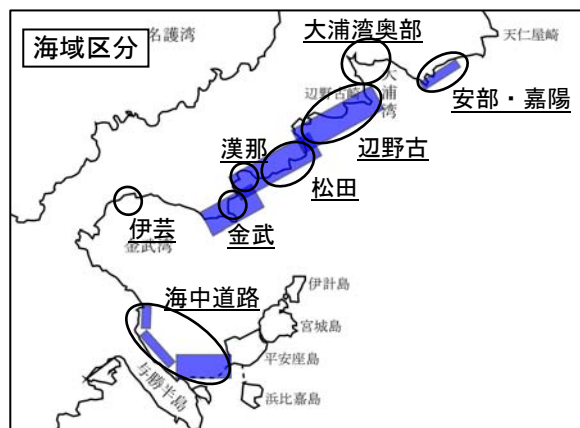 海域区分
名護湾
大浦湾奥部
天仁屋崎
大浦湾
辺野古崎
安部・嘉陽
辺野古
漢那
松田
伊芸
金武
金武湾
海中道路
伊計島
宮城島
平安座島
与勝半島
浜比嘉島